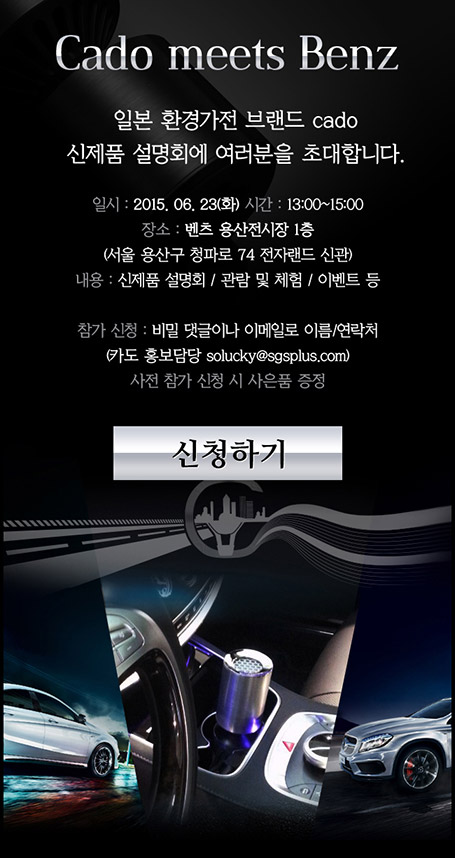 Cado meets Benz
일본 환경가전 브랜드 cado
신제품 설명회에 여러분을 초대합니다.
일시 : 2015. 06. 23(화) 시간 : 13:00~15:00
장소 : 벤츠 용산전시장 1층
(서울 용산구 청파로 74 전자랜드 신관)
내용 : 신제품 설명회 / 관람 및 체험 / 이벤트 등
참가 신청 : 비밀 댓글이나 이메일로 이름/연락처
(카도 홍보담당 solucky@sgsplus.com)
사전 참가 신청 시 사은품 증정
신청하기